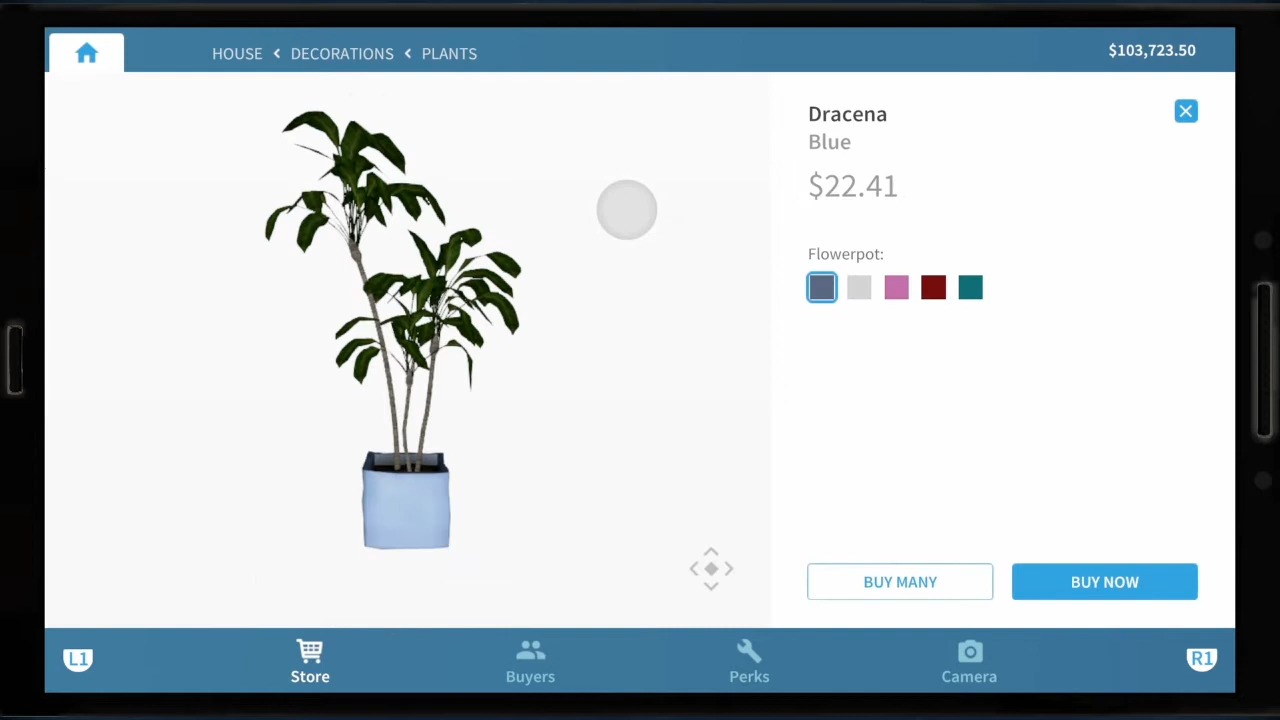 HOUSE < DECORATIONS < PLANTS
$103,723.50
Dracena
Blue
$22.41
Flowerpot:
BUY MANY
BUY NOW
L1
Store
Buyers
Perks
Camera
R1